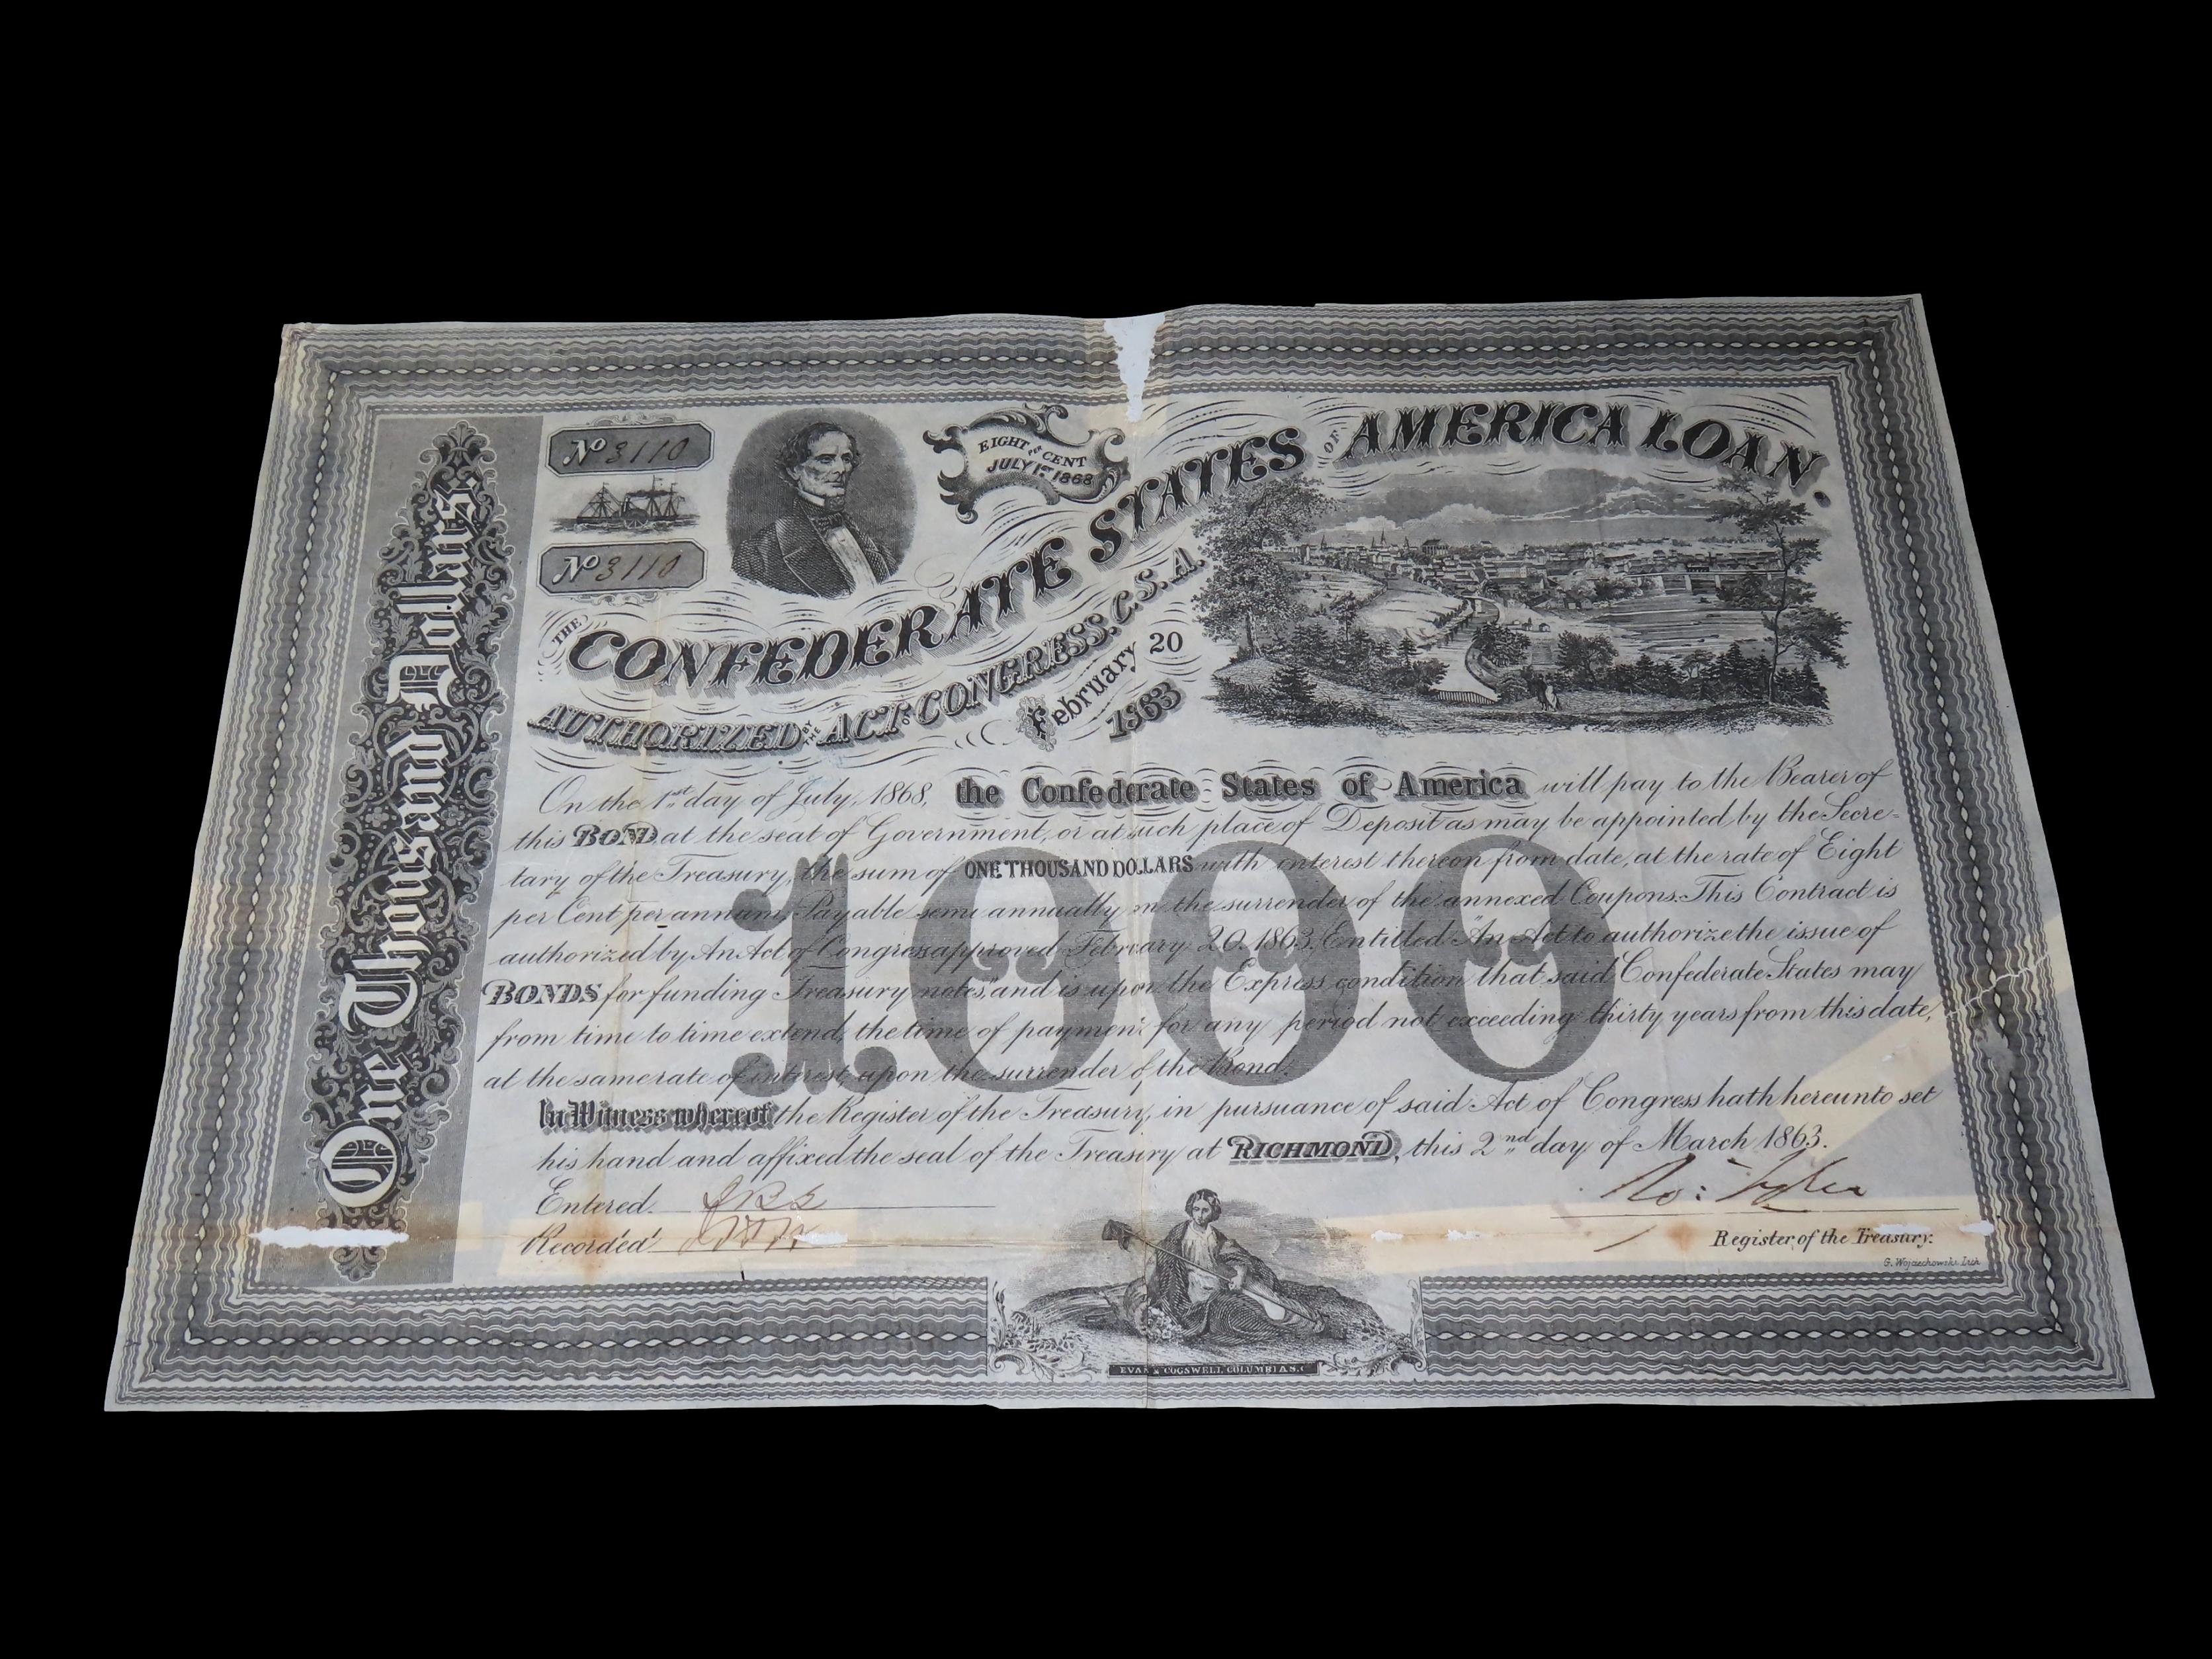 One Thousand Dollars
No 3110
No 3110
EIGHT PR CENT
JULY 1ST 1868
THE CONFEDERATE STATES OF AMERICA LOAN.
AUTHORIZED BY THE ACT OF CONGRESS, C.S.A.
February 20
1863
On the 1st day of July, 1868, the Confederate States of America will pay to the Bearer of
this BOND at the seat of Government, or at such place of Deposit as may be appointed by the Secre-
tary of the Treasury, the sum of ONE THOUSAND DOLLARS with interest thereon from date, at the rate of Eight
per Cent per annum, Payable semi annually on the surrender of the annexed Coupons. This Contract is
authorized by An Act of Congress approved February 20. 1863, Entitled "An Act to authorize the issue of
BONDS for funding Treasury notes," and is upon the Express condition that said Confederate States may
from time to time extend, the time of payment for any period not exceeding thirty years from this date,
at the same rate of interest, upon the surrender of the Bond.
1000
In Witness whereof the Register of the Treasury, in pursuance of said Act of Congress hath hereunto set
his hand and affixed the seal of the Treasury at RICHMOND, this 2nd day of March 1863.
Entered.
Ro: Tyler
Recorded
Register of the Treasury.
G. Wojciechowski Lith
EVANS & COGSWELL COLUMBIA S.C